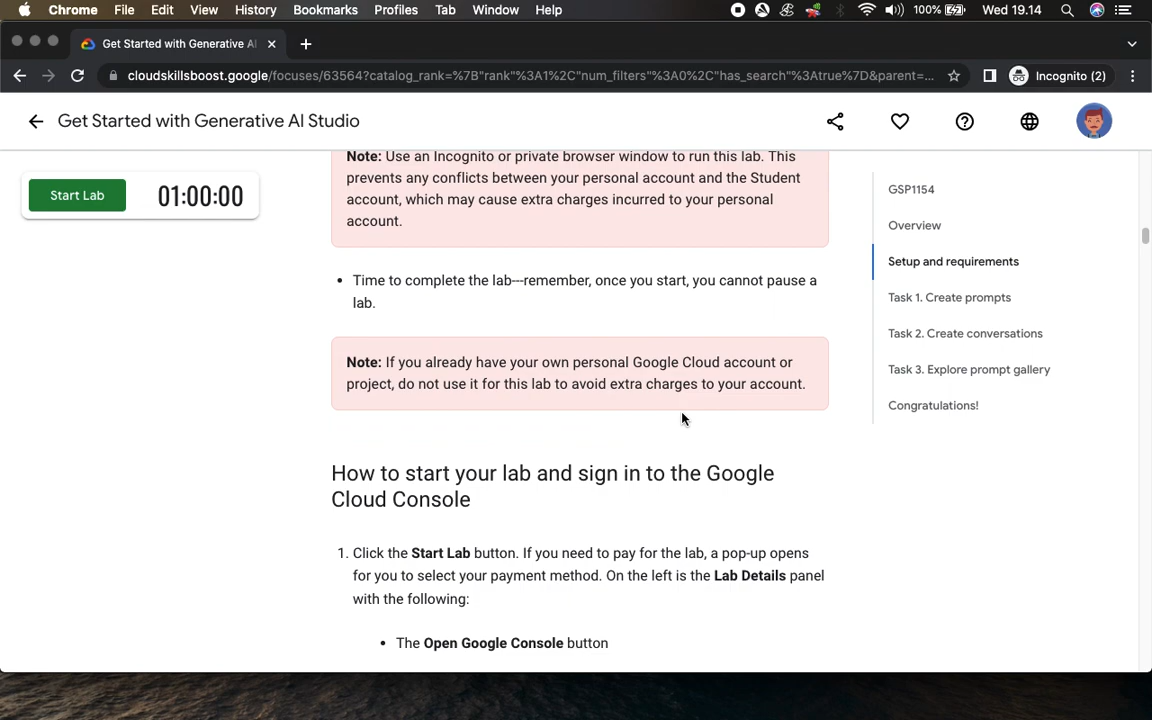 Chrome File Edit View History Bookmarks Profiles Tab Window Help 100% Wed 19.14
Get Started with Generative AI
cloudskillsboost.google/focuses/63564?catalog_rank=%7B"rank"%3A1%2C"num_filters"%3A0%2C"has_search"%3Atrue%7D&parent=... Incognito (2)
Get Started with Generative AI Studio
Start Lab 01:00:00
Note: Use an Incognito or private browser window to run this lab. This
prevents any conflicts between your personal account and the Student
account, which may cause extra charges incurred to your personal
account.
• Time to complete the lab---remember, once you start, you cannot pause a
lab.
Note: If you already have your own personal Google Cloud account or
project, do not use it for this lab to avoid extra charges to your account.
How to start your lab and sign in to the Google
Cloud Console
1. Click the Start Lab button. If you need to pay for the lab, a pop-up opens
for you to select your payment method. On the left is the Lab Details panel
with the following:
• The Open Google Console button
GSP1154
Overview
Setup and requirements
Task 1. Create prompts
Task 2. Create conversations
Task 3. Explore prompt gallery
Congratulations!